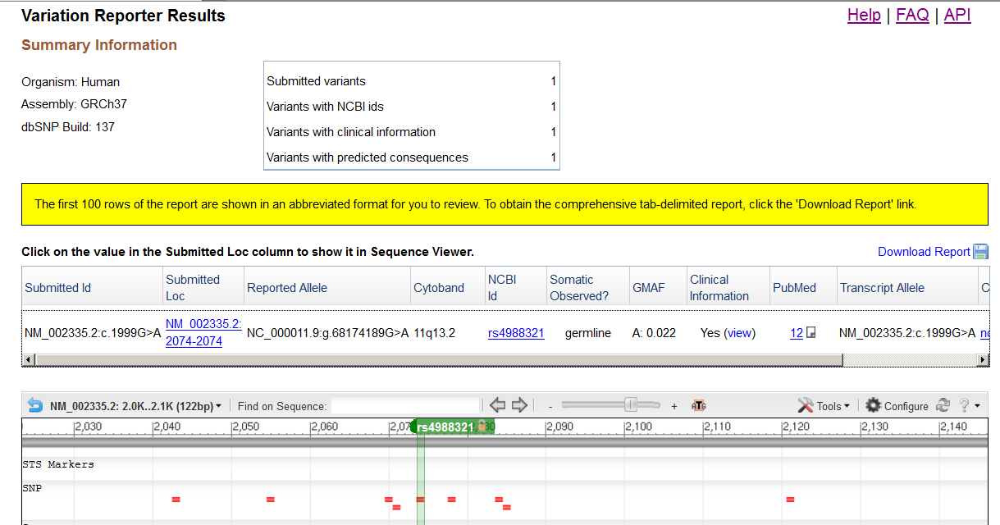 Variation Reporter Results
Help | FAQ | API
Summary Information
Organism: Human
Assembly: GRCh37
dbSNP Build: 137
Submitted variants 1
Variants with NCBI ids 1
Variants with clinical information 1
Variants with predicted consequences 1
The first 100 rows of the report are shown in an abbreviated format for you to review. To obtain the comprehensive tab-delimited report, click the 'Download Report' link.
Click on the value in the Submitted Loc column to show it in Sequence Viewer.
Download Report
Submitted Id
Submitted
Loc
Reported Allele
Cytoband
NCBI
Id
Somatic
Observed?
GMAF
Clinical
Information
PubMed
Transcript Allele
C
NM_002335.2:c.1999G>A
NM_002335.2:
2074-2074
NC_000011.9:g.68174189G>A
11q13.2
rs4988321
germline
A: 0.022
Yes (view)
12
NM_002335.2:c.1999G>A
NM_002335.2: 2.0K..2.1K (122bp)
Find on Sequence:
- +
ATG
Tools
Configure
?
2,030 2,040 2,050 2,060 2,07 rs4988321 2,090 2,100 2,110 2,120 2,130 2,140
STS Markers
SNP